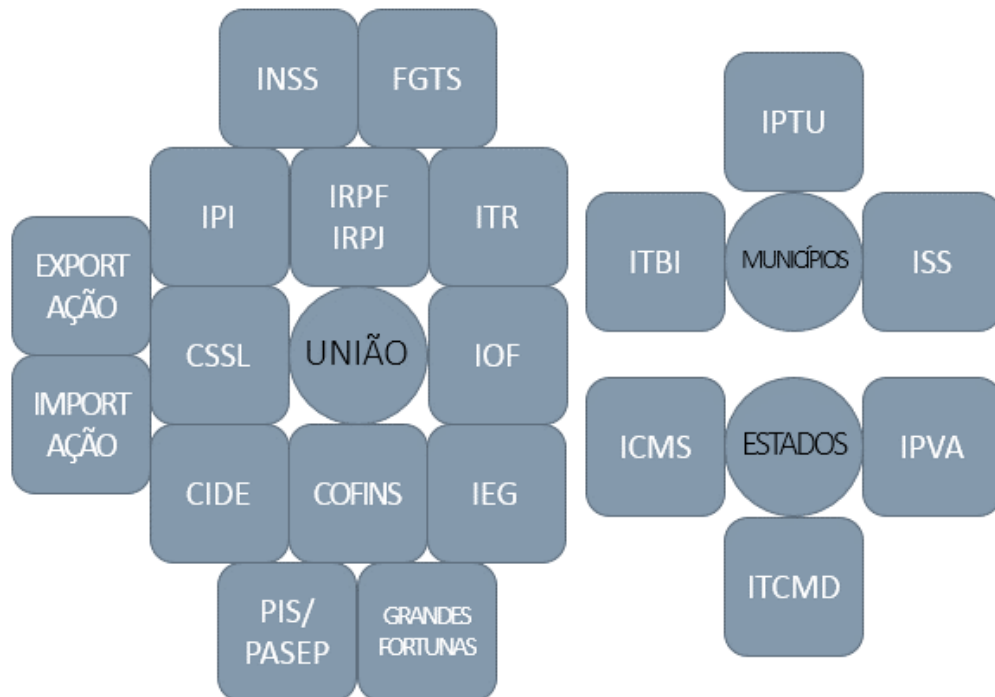 INSS
FGTS
IPI
IRPF
IRPJ
ITR
EXPORT
AÇÃO
CSSL
UNIÃO
IOF
IMPORT
AÇÃO
CIDE
COFINS
IEG
PIS/
PASEP
GRANDES
FORTUNAS
IPTU
ITBI
MUNICÍPIOS
ISS
ICMS
ESTADOS
IPVA
ITCMD